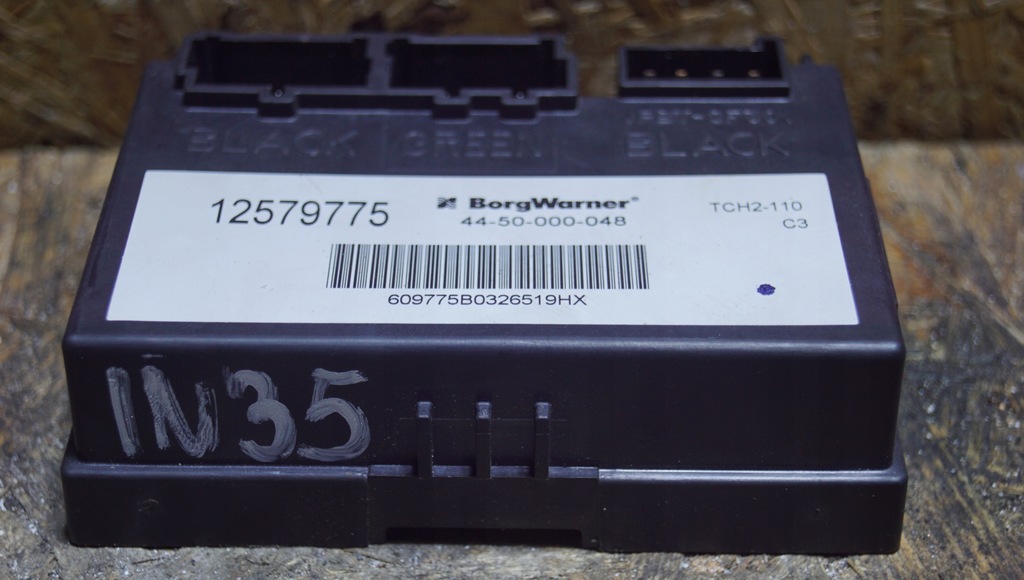 BLACK GREEN BLACK
12579775
BorgWarner®
44-50-000-048
TCH2-110
C3
609775B0326519HX
IN35